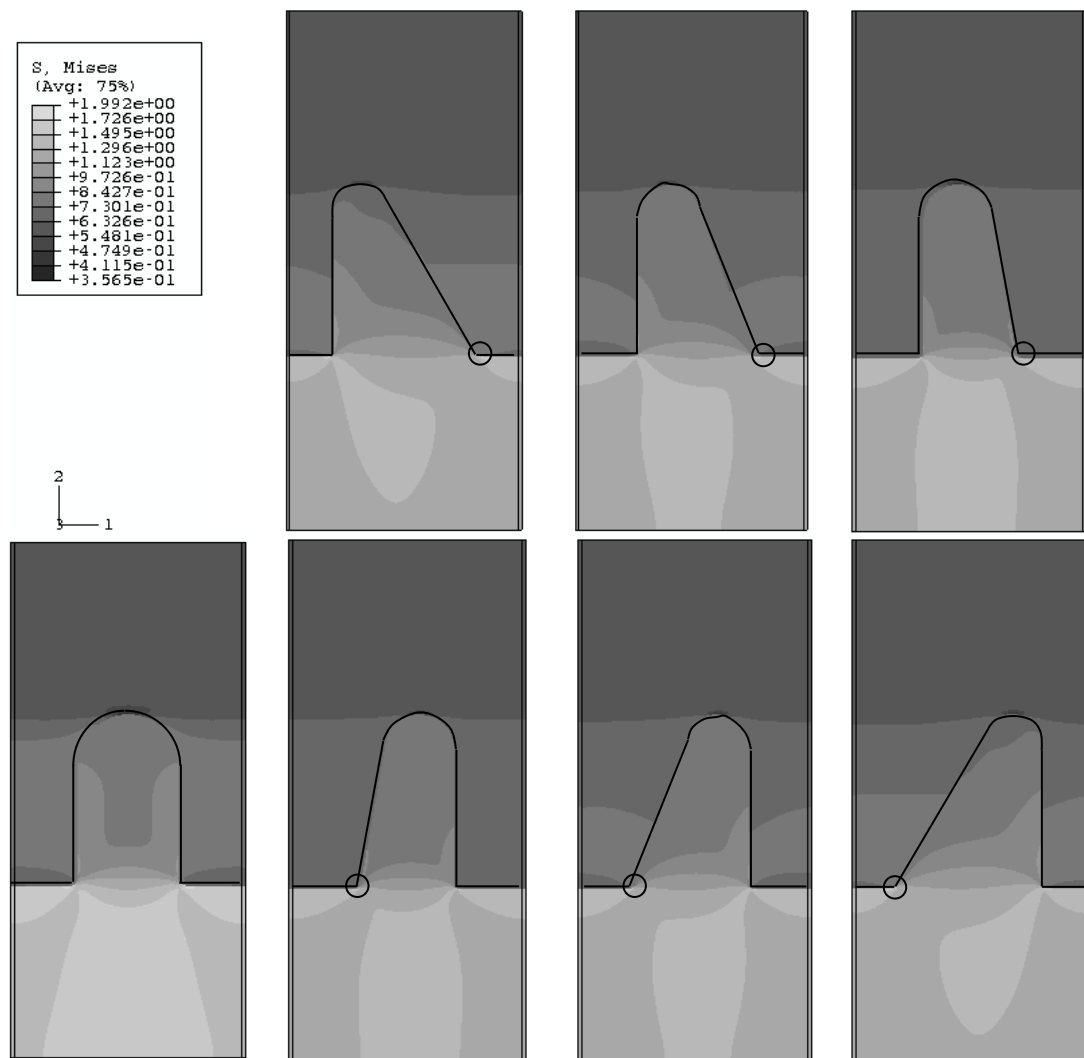 S, Mises
(Avg: 75%)
+1.992e+00
+1.726e+00
+1.495e+00
+1.296e+00
+1.123e+00
+9.726e-01
+8.427e-01
+7.301e-01
+6.326e-01
+5.481e-01
+4.749e-01
+4.115e-01
+3.565e-01
2
3 1